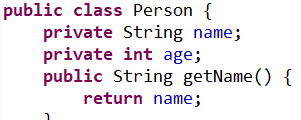 public class Person {
    private String name;
    private int age;
    public String getName() {
        return name;
    }